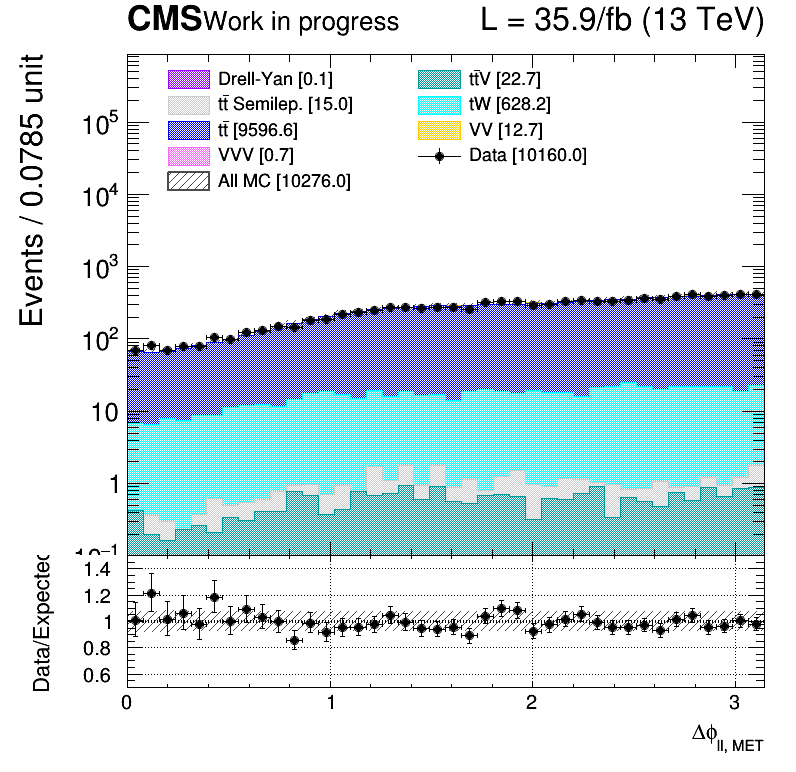 CMS Work in progress L = 35.9/fb (13 TeV)
Events / 0.0785 unit
Drell-Yan [0.1]
tt̄ Semilep. [15.0]
tt̄ [9596.6]
VVV [0.7]
All MC [10276.0]
tt̄V [22.7]
tW [628.2]
VV [12.7]
Data [10160.0]
10⁵
10⁴
10³
10²
10
1
10⁻¹
Data/Expected
1.4
1.2
1
0.8
0.6
0 1 2 3
Δϕ_ll, MET